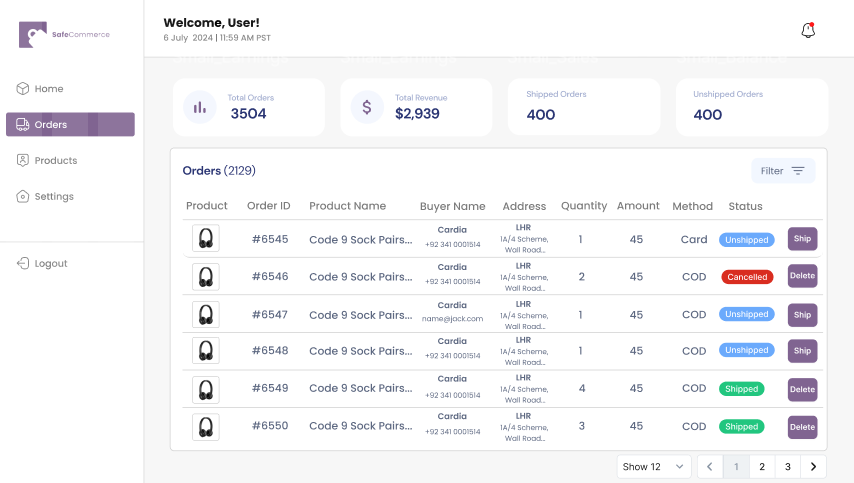 SafeCommerce
Welcome, User!
6 July 2024 | 11:59 AM PST
Home
Orders
Products
Settings
Logout
Total Orders
3504
Total Revenue
$2,939
Shipped Orders
400
Unshipped Orders
400
Orders (2129)
Filter
Product Order ID Product Name Buyer Name Address Quantity Amount Method Status
#6545 Code 9 Sock Pairs... Cardia +92 341 0001514 LHR 1A/4 Scheme, Wall Road... 1 45 Card Unshipped Ship
#6546 Code 9 Sock Pairs... Cardia +92 341 0001514 LHR 1A/4 Scheme, Wall Road... 2 45 COD Cancelled Delete
#6547 Code 9 Sock Pairs... Cardia name@jack.com LHR 1A/4 Scheme, Wall Road... 1 45 COD Unshipped Ship
#6548 Code 9 Sock Pairs... Cardia +92 341 0001514 LHR 1A/4 Scheme, Wall Road... 1 45 COD Unshipped Ship
#6549 Code 9 Sock Pairs... Cardia +92 341 0001514 LHR 1A/4 Scheme, Wall Road... 4 45 COD Shipped Delete
#6550 Code 9 Sock Pairs... Cardia +92 341 0001514 LHR 1A/4 Scheme, Wall Road... 3 45 COD Shipped Delete
Show 12 1 2 3